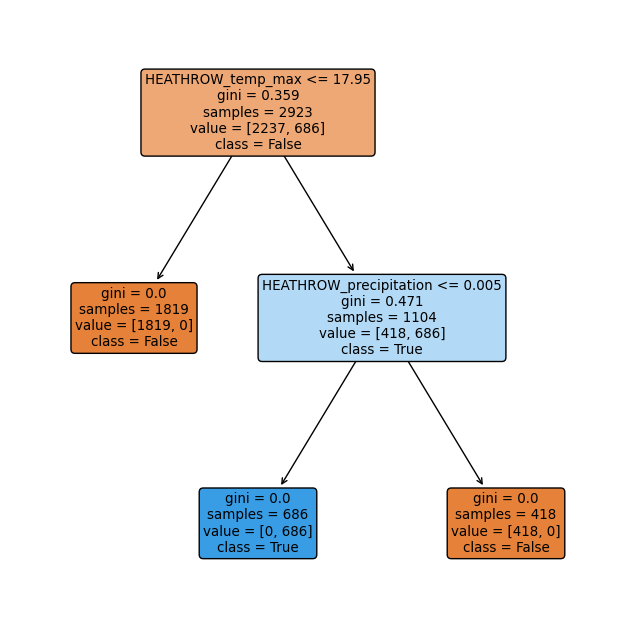 HEATHROW_temp_max <= 17.95
gini = 0.359
samples = 2923
value = [2237, 686]
class = False
gini = 0.0
samples = 1819
value = [1819, 0]
class = False
HEATHROW_precipitation <= 0.005
gini = 0.471
samples = 1104
value = [418, 686]
class = True
gini = 0.0
samples = 686
value = [0, 686]
class = True
gini = 0.0
samples = 418
value = [418, 0]
class = False